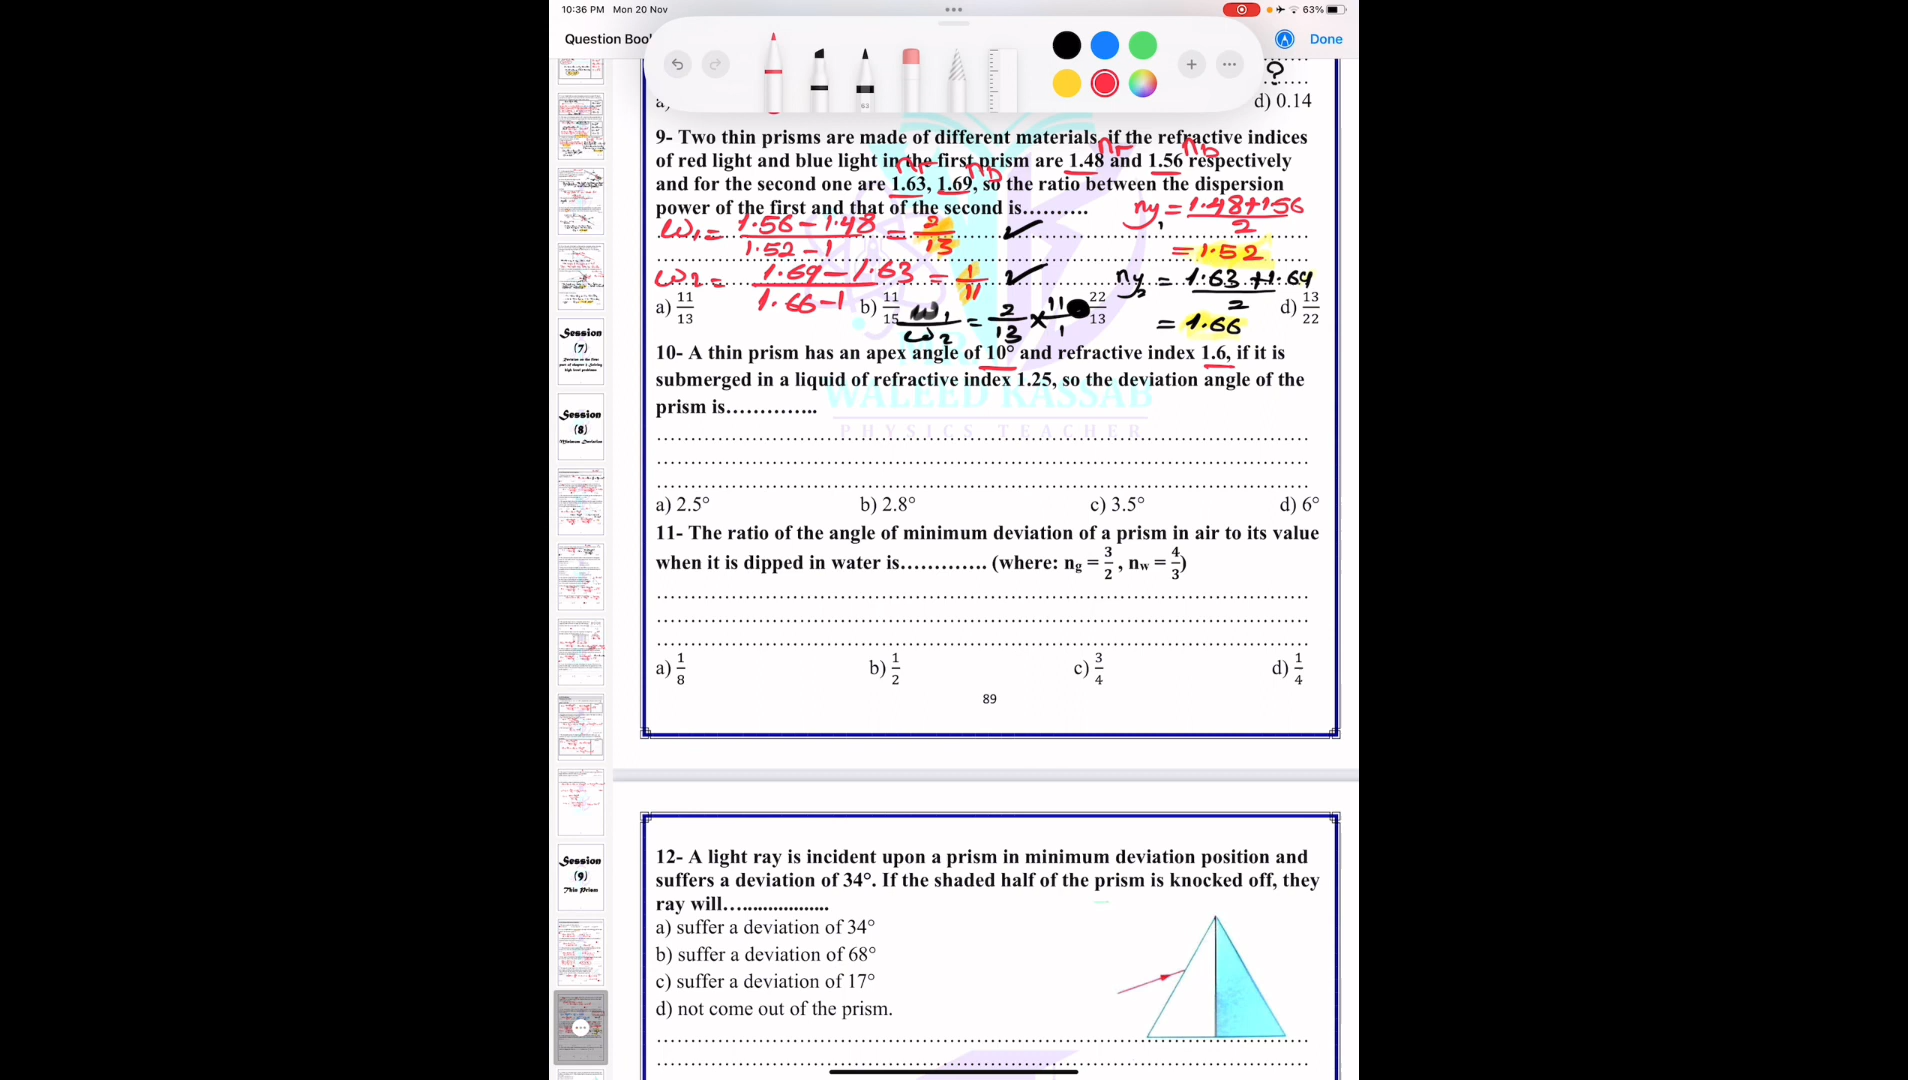 10:36 PM Mon 20 Nov
63%
Question Book
Done
53
?
a)
d) 0.14
9- Two thin prisms are made of different materials, if the refractive indices
of red light and blue light in the first prism are 1.48 and 1.56 respectively
and for the second one are 1.63, 1.69, so the ratio between the dispersion
power of the first and that of the second is..........
nr nb
nr nb
ω₁ = (1.56 - 1.48)/(1.52 - 1) = 2/13 ✓
ny₁ = (1.48 + 1.56)/2
= 1.52
ω₂ = (1.69 - 1.63)/(1.66 - 1) = 1/11 ✓
ny₂ = (1.63 + 1.69)/2
= 1.66
a) 11/13 b) 11/15 22/13 d) 13/22
ω₁/ω₂ = 2/13 × 11/1
10- A thin prism has an apex angle of 10° and refractive index 1.6, if it is
submerged in a liquid of refractive index 1.25, so the deviation angle of the
prism is.............
WALEED KASSAB
PHYSICS TEACHER
a) 2.5° b) 2.8° c) 3.5° d) 6°
11- The ratio of the angle of minimum deviation of a prism in air to its value
when it is dipped in water is............. (where: ng = 3/2 , nw = 4/3)
a) 1/8 b) 1/2 c) 3/4 d) 1/4
89
12- A light ray is incident upon a prism in minimum deviation position and
suffers a deviation of 34°. If the shaded half of the prism is knocked off, they
ray will....................
a) suffer a deviation of 34°
b) suffer a deviation of 68°
c) suffer a deviation of 17°
d) not come out of the prism.
Session
(7)
Session
(8)
Minimum Deviation
Session
(9)
Thin Prism